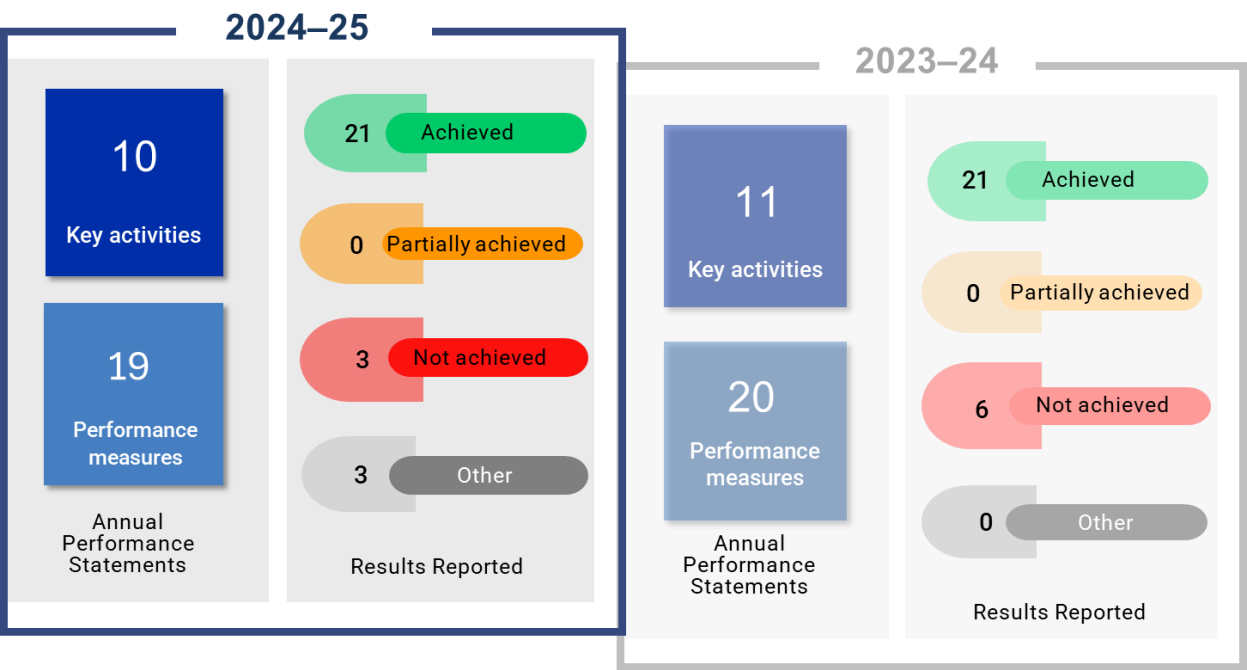 2024–25
10
Key activities
19
Performance
measures
Annual
Performance
Statements
21 Achieved
0 Partially achieved
3 Not achieved
3 Other
Results Reported
2023–24
11
Key activities
20
Performance
measures
Annual
Performance
Statements
21 Achieved
0 Partially achieved
6 Not achieved
0 Other
Results Reported